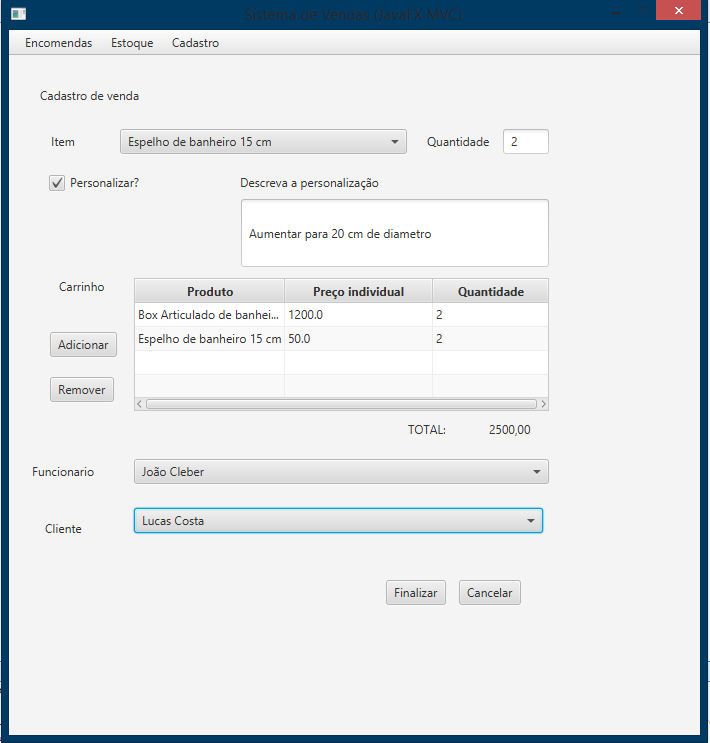 Sistema de Vendas (JavaFX MVC)
Encomendas Estoque Cadastro
Cadastro de venda
Item Espelho de banheiro 15 cm Quantidade 2
Personalizar? Descreva a personalização
Aumentar para 20 cm de diametro
Carrinho
Produto Preço individual Quantidade
Box Articulado de banhei... 1200.0 2
Espelho de banheiro 15 cm 50.0 2
Adicionar
Remover
TOTAL: 2500,00
Funcionario João Cleber
Cliente Lucas Costa
Finalizar Cancelar